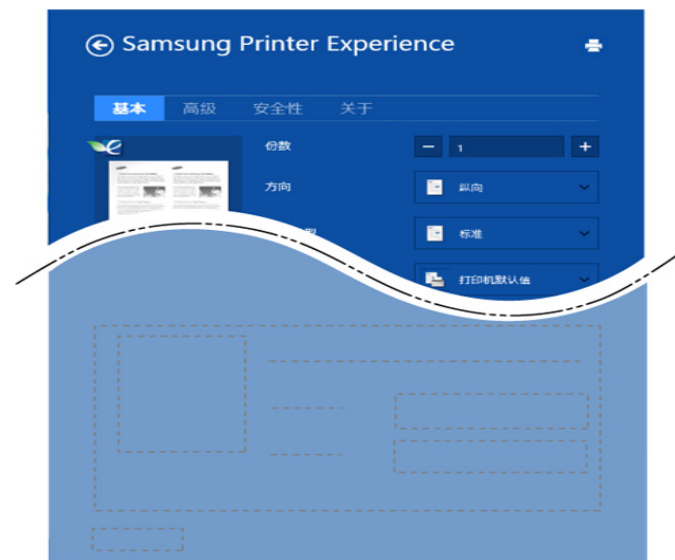 Samsung Printer Experience
基本 高级 安全性 关于
份数 1
方向 纵向
标准
打印机默认值